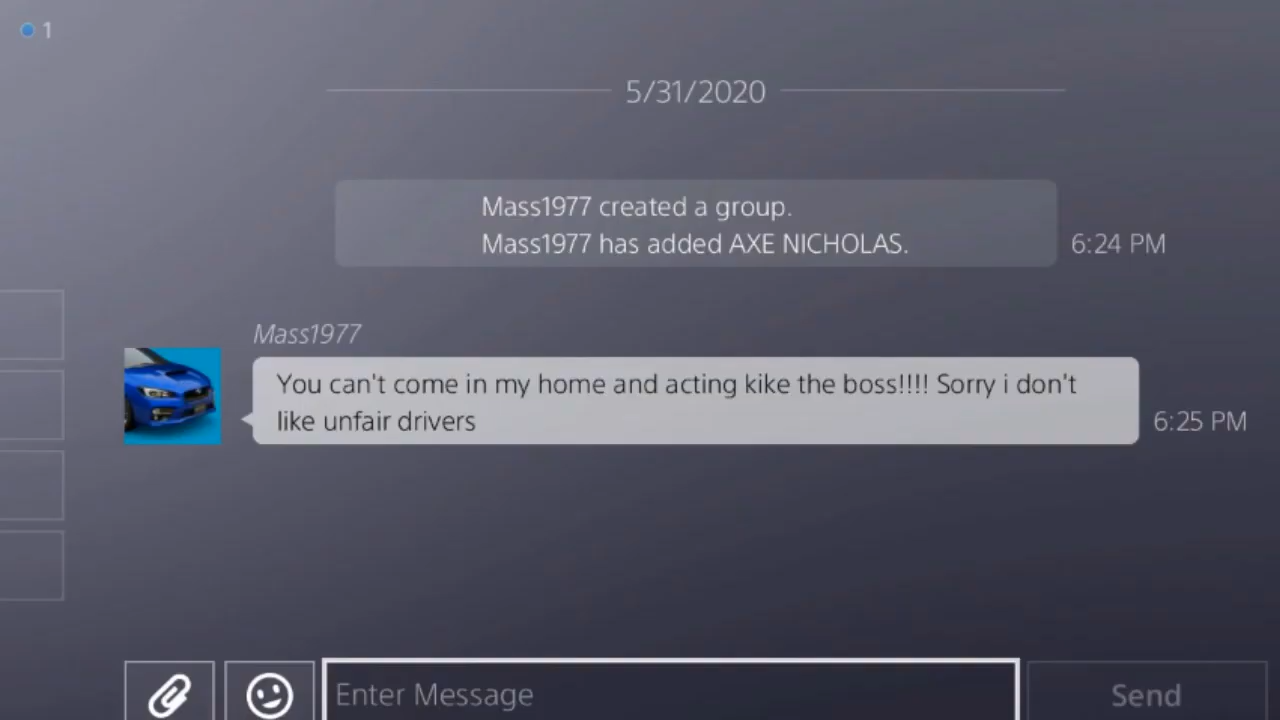 1
5/31/2020
Mass1977 created a group.
Mass1977 has added AXE NICHOLAS.
6:24 PM
Mass1977
You can't come in my home and acting kike the boss!!!! Sorry i don't
like unfair drivers
6:25 PM
Enter Message
Send